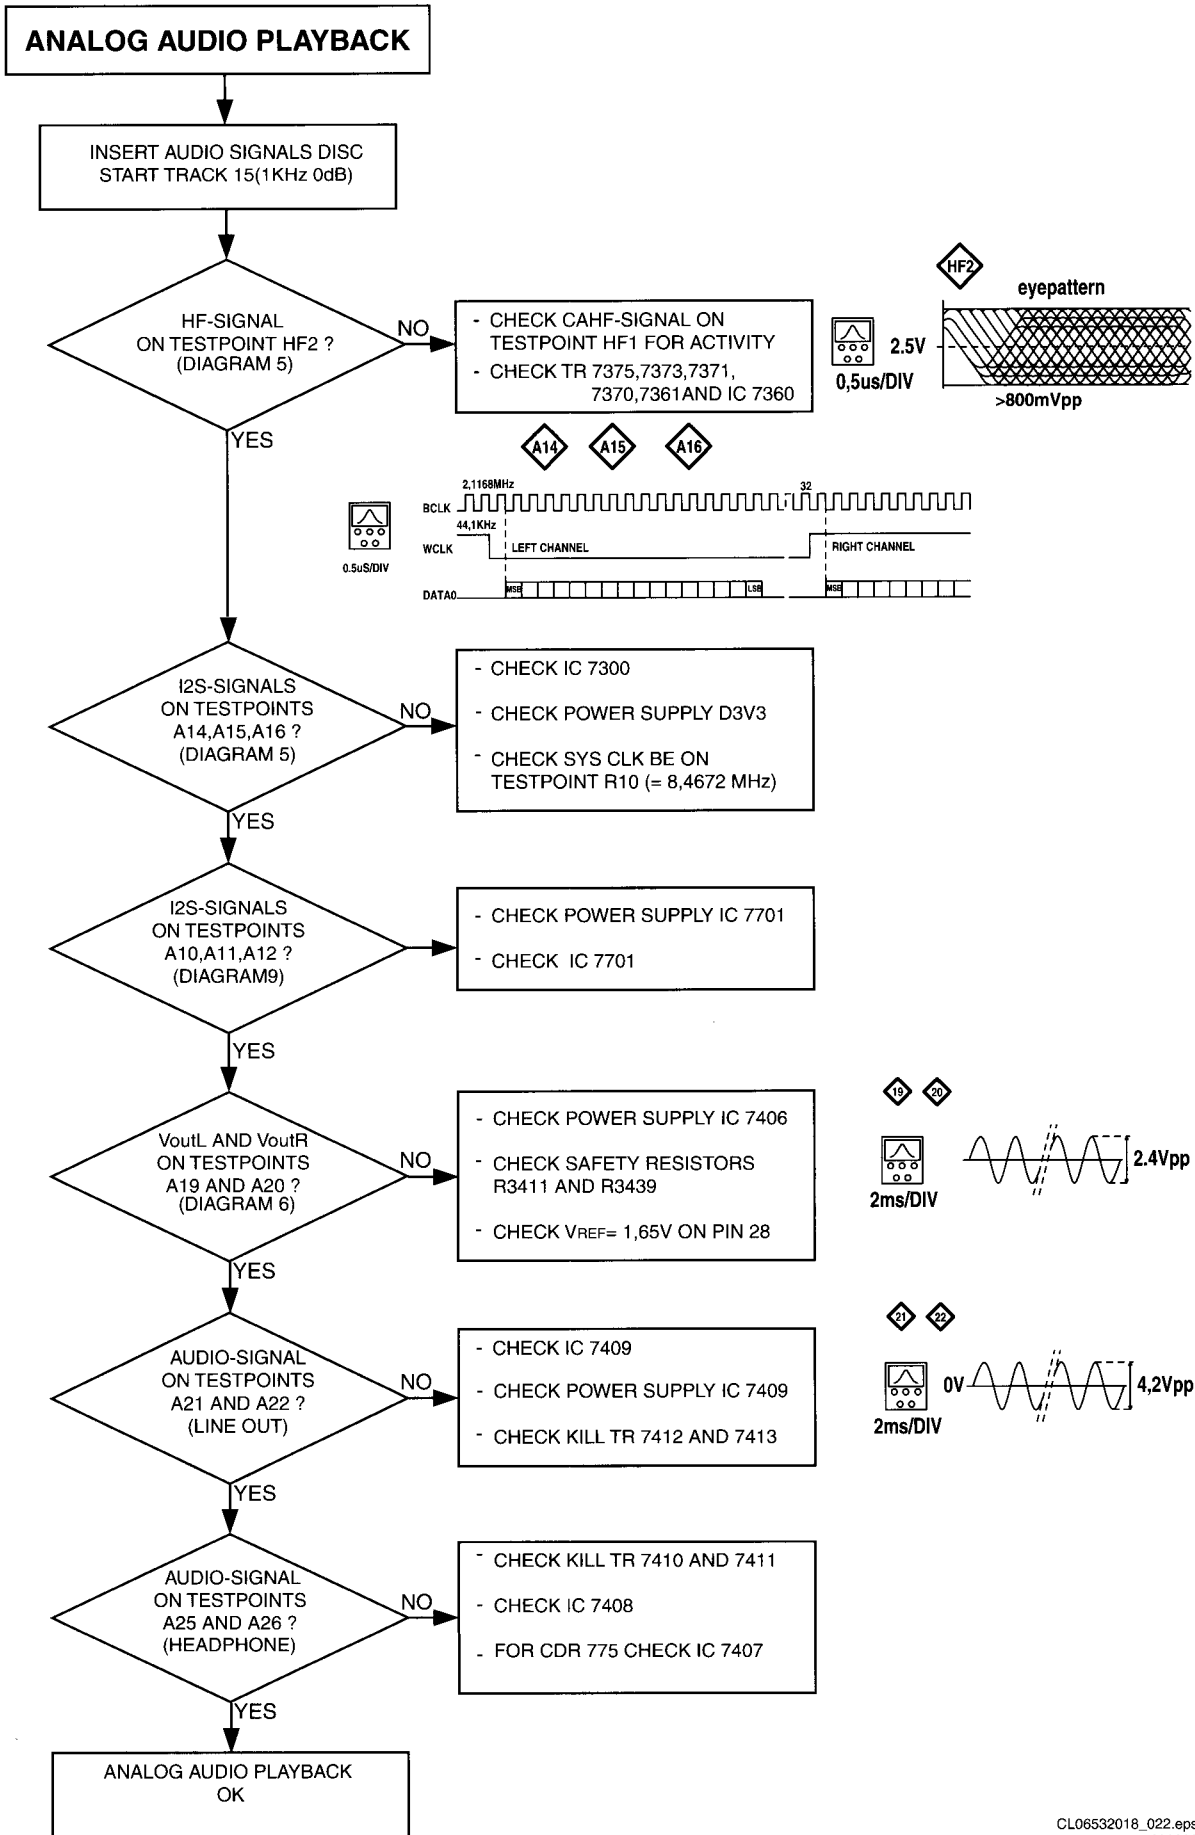 ANALOG AUDIO PLAYBACK
INSERT AUDIO SIGNALS DISC
START TRACK 15(1KHz 0dB)
HF-SIGNAL
ON TESTPOINT HF2 ?
(DIAGRAM 5)
NO
- CHECK CAHF-SIGNAL ON
TESTPOINT HF1 FOR ACTIVITY
- CHECK TR 7375,7373,7371,
7370,7361AND IC 7360
HF2
eyepattern
2.5V
0,5us/DIV
>800mVpp
YES
A14 A15 A16
2,1168MHz
32
BCLK
44,1KHz
WCLK
LEFT CHANNEL
RIGHT CHANNEL
0.5uS/DIV
DATA0
MSB
LSB
MSB
I2S-SIGNALS
ON TESTPOINTS
A14,A15,A16 ?
(DIAGRAM 5)
NO
- CHECK IC 7300
- CHECK POWER SUPPLY D3V3
- CHECK SYS CLK BE ON
TESTPOINT R10 (= 8,4672 MHz)
YES
I2S-SIGNALS
ON TESTPOINTS
A10,A11,A12 ?
(DIAGRAM9)
- CHECK POWER SUPPLY IC 7701
- CHECK IC 7701
YES
VoutL AND VoutR
ON TESTPOINTS
A19 AND A20 ?
(DIAGRAM 6)
NO
- CHECK POWER SUPPLY IC 7406
- CHECK SAFETY RESISTORS
R3411 AND R3439
- CHECK VREF= 1,65V ON PIN 28
19 20
2.4Vpp
2ms/DIV
YES
AUDIO-SIGNAL
ON TESTPOINTS
A21 AND A22 ?
(LINE OUT)
NO
- CHECK IC 7409
- CHECK POWER SUPPLY IC 7409
- CHECK KILL TR 7412 AND 7413
21 22
0V
4,2Vpp
2ms/DIV
YES
AUDIO-SIGNAL
ON TESTPOINTS
A25 AND A26 ?
(HEADPHONE)
NO
- CHECK KILL TR 7410 AND 7411
- CHECK IC 7408
- FOR CDR 775 CHECK IC 7407
YES
ANALOG AUDIO PLAYBACK
OK
CL06532018_022.eps